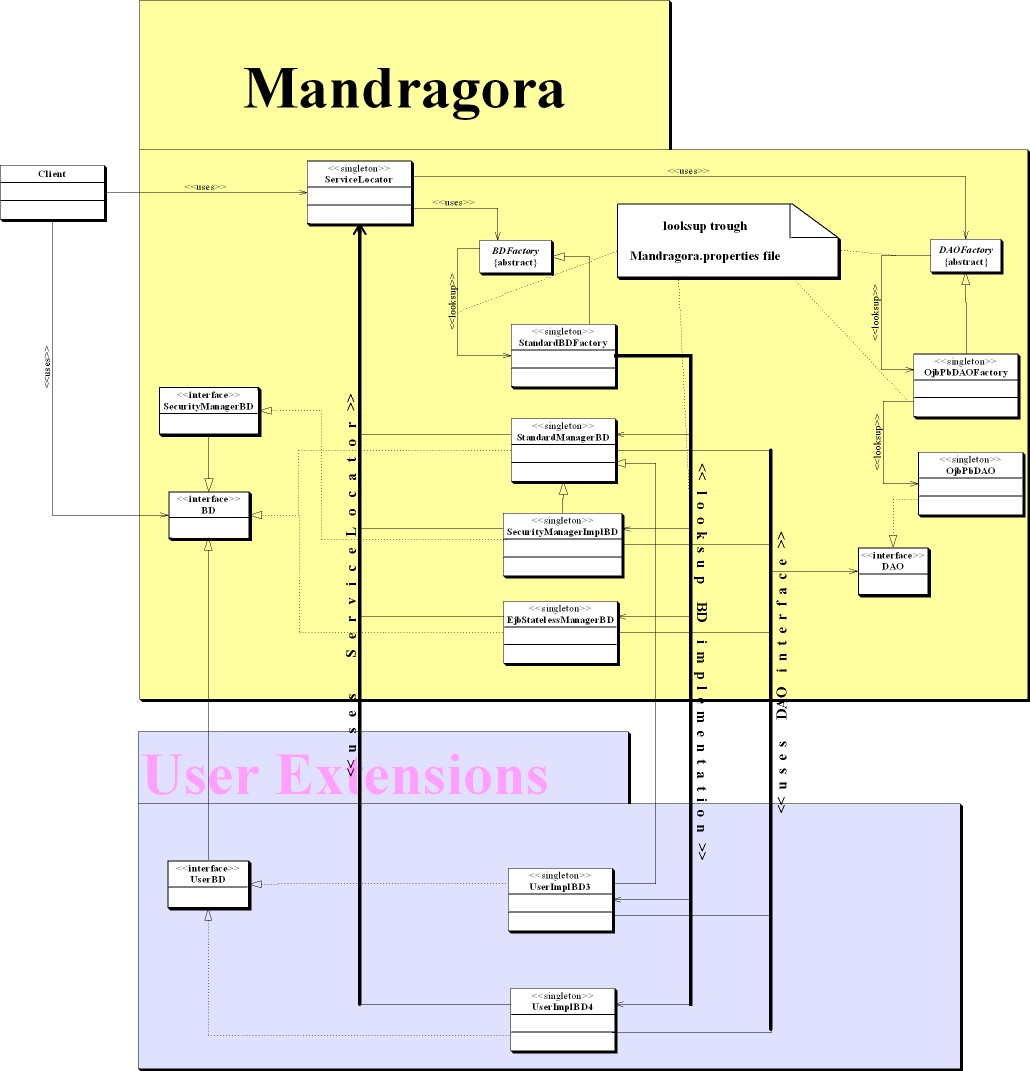 Mandragora
Client
<<uses>>
<<singleton>>
ServiceLocator
<<uses>>
<<uses>>
looksup trough
Mandragora.properties file
BDFactory
{abstract}
DAOFactory
{abstract}
<<looksup>>
<<looksup>>
<<singleton>>
StandardBDFactory
<<singleton>>
OjbPbDAOFactory
<<uses>>
<<interface>>
SecurityManagerBD
<<singleton>>
StandardManagerBD
<<looksup>>
<<singleton>>
OjbPbDAO
<<interface>>
BD
<<singleton>>
SecurityManagerImplBD
<<interface>>
DAO
<<singleton>>
EjbStatelessManagerBD
<<uses ServiceLocator>>
<<looksup BD implementation>>
<<uses DAO interface>>
User Extensions
<<interface>>
UserBD
<<singleton>>
UserImplBD3
<<singleton>>
UserImplBD4